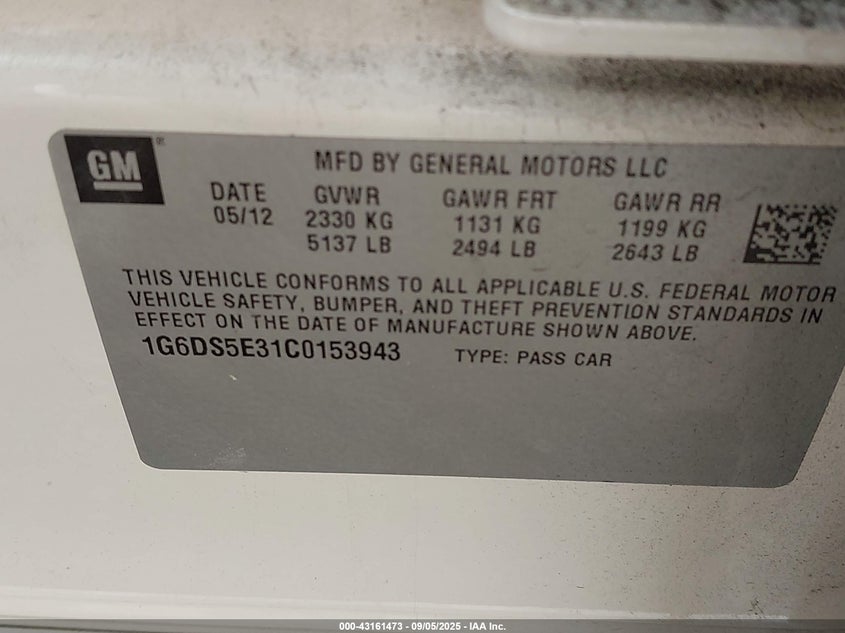 GM
MFD BY GENERAL MOTORS LLC
DATE GVWR GAWR FRT GAWR RR
05/12 2330 KG 1131 KG 1199 KG
5137 LB 2494 LB 2643 LB
THIS VEHICLE CONFORMS TO ALL APPLICABLE U.S. FEDERAL MOTOR
VEHICLE SAFETY, BUMPER, AND THEFT PREVENTION STANDARDS IN
EFFECT ON THE DATE OF MANUFACTURE SHOWN ABOVE.
1G6DS5E31C0153943 TYPE: PASS CAR
000-43161473 - 09/05/2025 - IAA Inc.